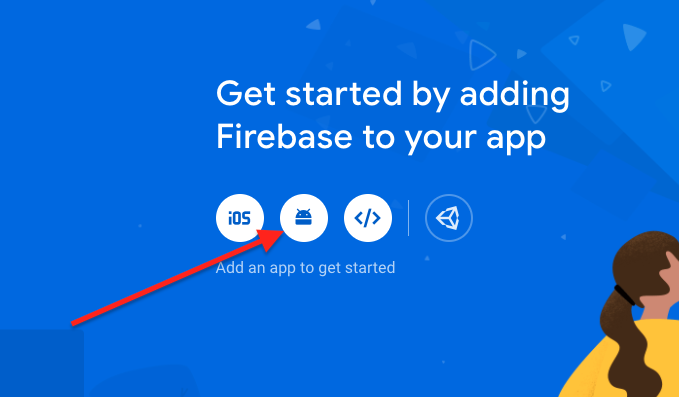 Get started by adding
Firebase to your app
iOS
</>
Add an app to get started